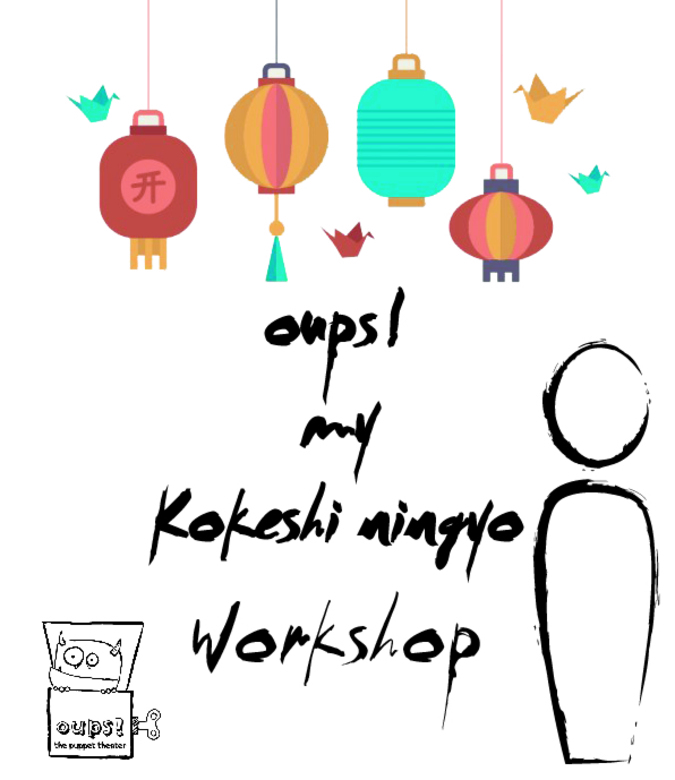 开
oups!
my
Kokeshi ningyo
Workshop
oups!
the puppet theater